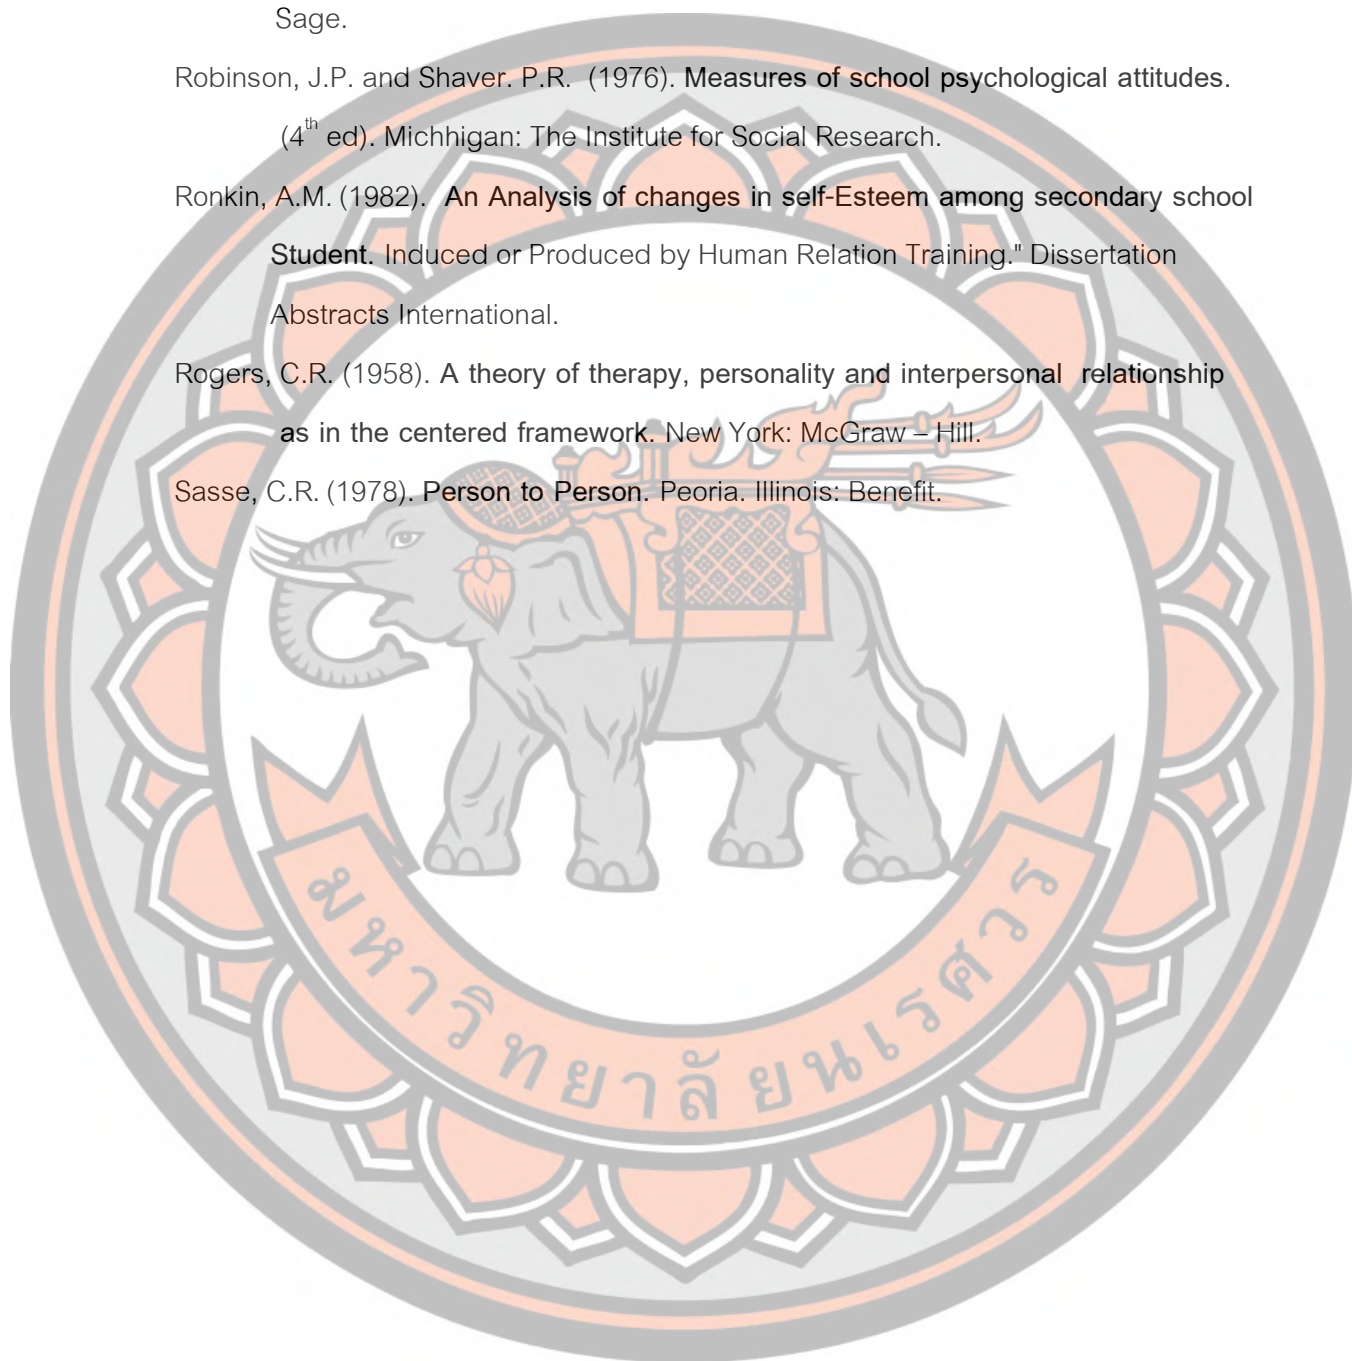 Sage.
Robinson, J.P. and Shaver. P.R. (1976). Measures of school psychological attitudes.
(4th ed). Michhigan: The Institute for Social Research.
Ronkin, A.M. (1982). An Analysis of changes in self-Esteem among secondary school
Student. Induced or Produced by Human Relation Training." Dissertation
Abstracts International.
Rogers, C.R. (1958). A theory of therapy, personality and interpersonal relationship
as in the centered framework. New York: McGraw – Hill.
Sasse, C.R. (1978). Person to Person. Peoria. Illinois: Benefit.
มหาวิทยาลัยนเรศวร